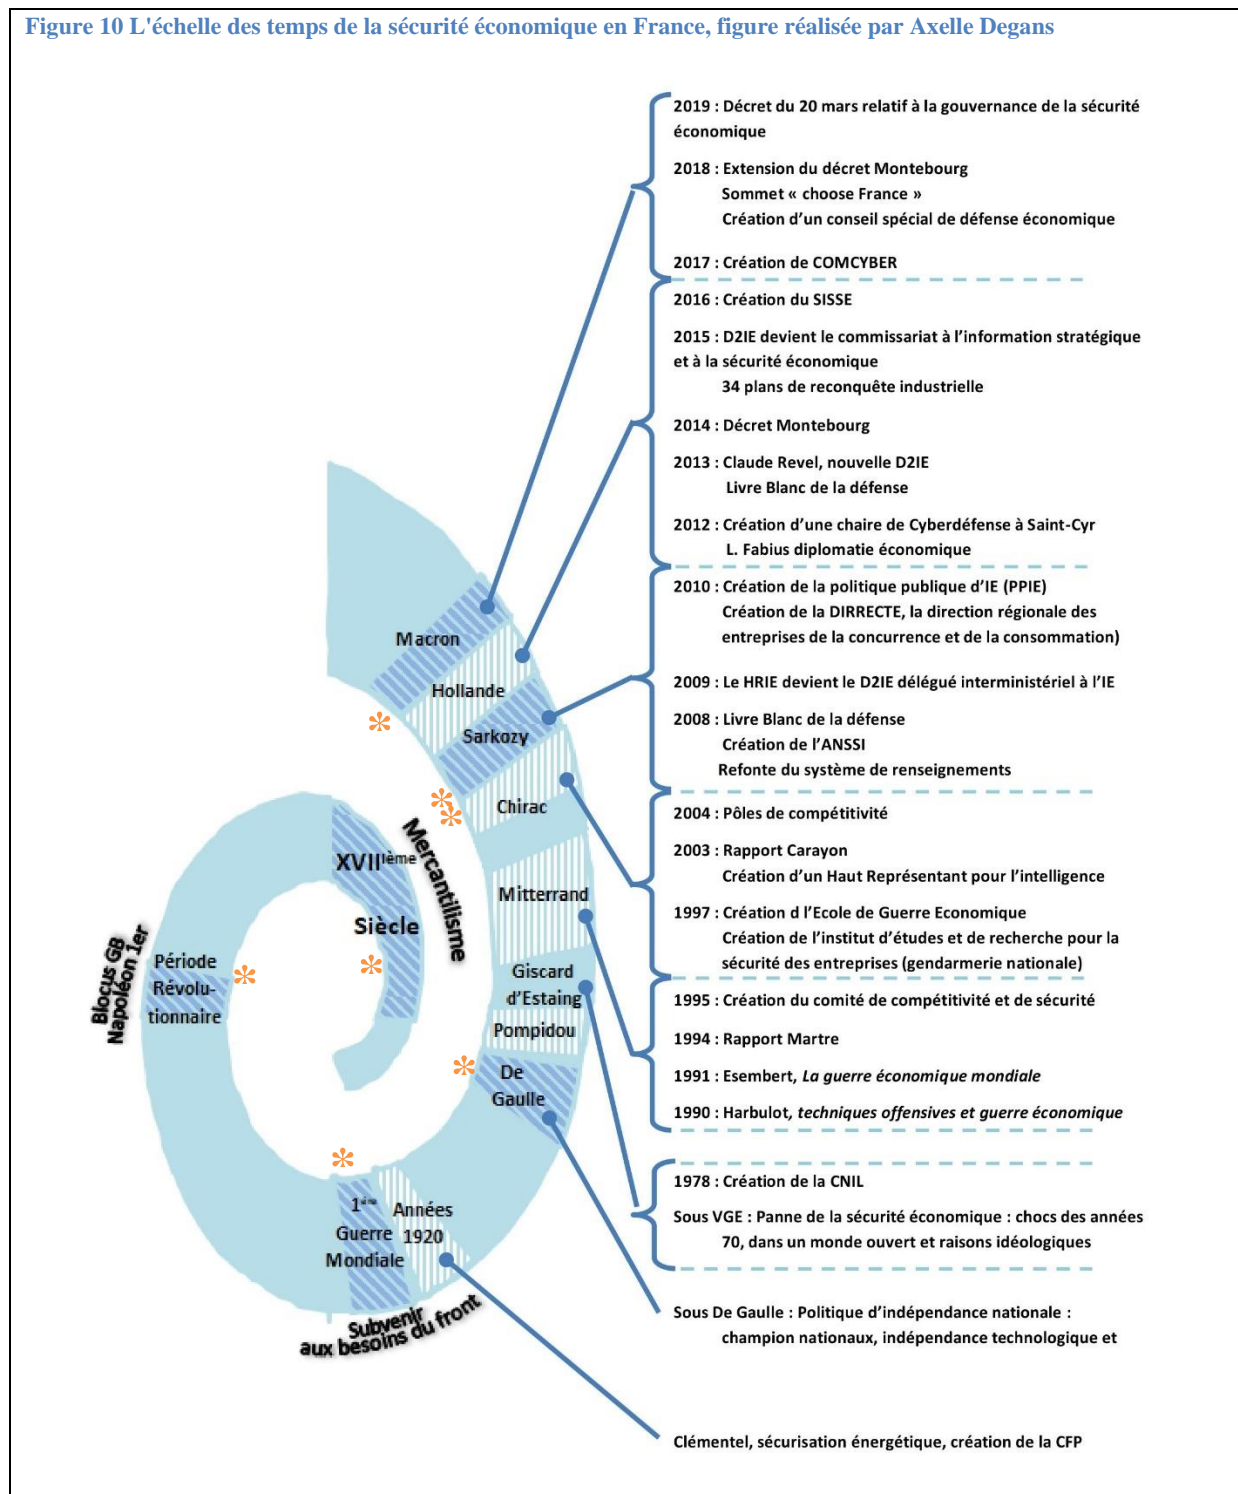 Figure 10 L'échelle des temps de la sécurité économique en France, figure réalisée par Axelle Degans
2019 : Décret du 20 mars relatif à la gouvernance de la sécurité
économique
2018 : Extension du décret Montebourg
Sommet « choose France »
Création d'un conseil spécial de défense économique
2017 : Création de COMCYBER
2016 : Création du SISSE
2015 : D2IE devient le commissariat à l'information stratégique
et à la sécurité économique
34 plans de reconquête industrielle
2014 : Décret Montebourg
2013 : Claude Revel, nouvelle D2IE
Livre Blanc de la défense
2012 : Création d'une chaire de Cyberdéfense à Saint-Cyr
L. Fabius diplomatie économique
2010 : Création de la politique publique d'IE (PPIE)
Création de la DIRRECTE, la direction régionale des
entreprises de la concurrence et de la consommation)
2009 : Le HRIE devient le D2IE délégué interministériel à l'IE
2008 : Livre Blanc de la défense
Création de l'ANSSI
Refonte du système de renseignements
2004 : Pôles de compétitivité
2003 : Rapport Carayon
Création d'un Haut Représentant pour l'intelligence
1997 : Création d l'Ecole de Guerre Economique
Création de l'institut d'études et de recherche pour la
sécurité des entreprises (gendarmerie nationale)
1995 : Création du comité de compétitivité et de sécurité
1994 : Rapport Martre
1991 : Esembert, La guerre économique mondiale
1990 : Harbulot, techniques offensives et guerre économique
1978 : Création de la CNIL
Sous VGE : Panne de la sécurité économique : chocs des années
70, dans un monde ouvert et raisons idéologiques
Sous De Gaulle : Politique d'indépendance nationale :
champion nationaux, indépendance technologique et
Clémentel, sécurisation énergétique, création de la CFP
Macron
Hollande
Sarkozy
Chirac
Mitterrand
Giscard
d'Estaing
Pompidou
De
Gaulle
Années
1920
1ière
Guerre
Mondiale
Subvenir
aux besoins du front
Période
Révolu-
tionnaire
Blocus GB
Napoléon 1er
XVIIième
Siècle
Mercantilisme